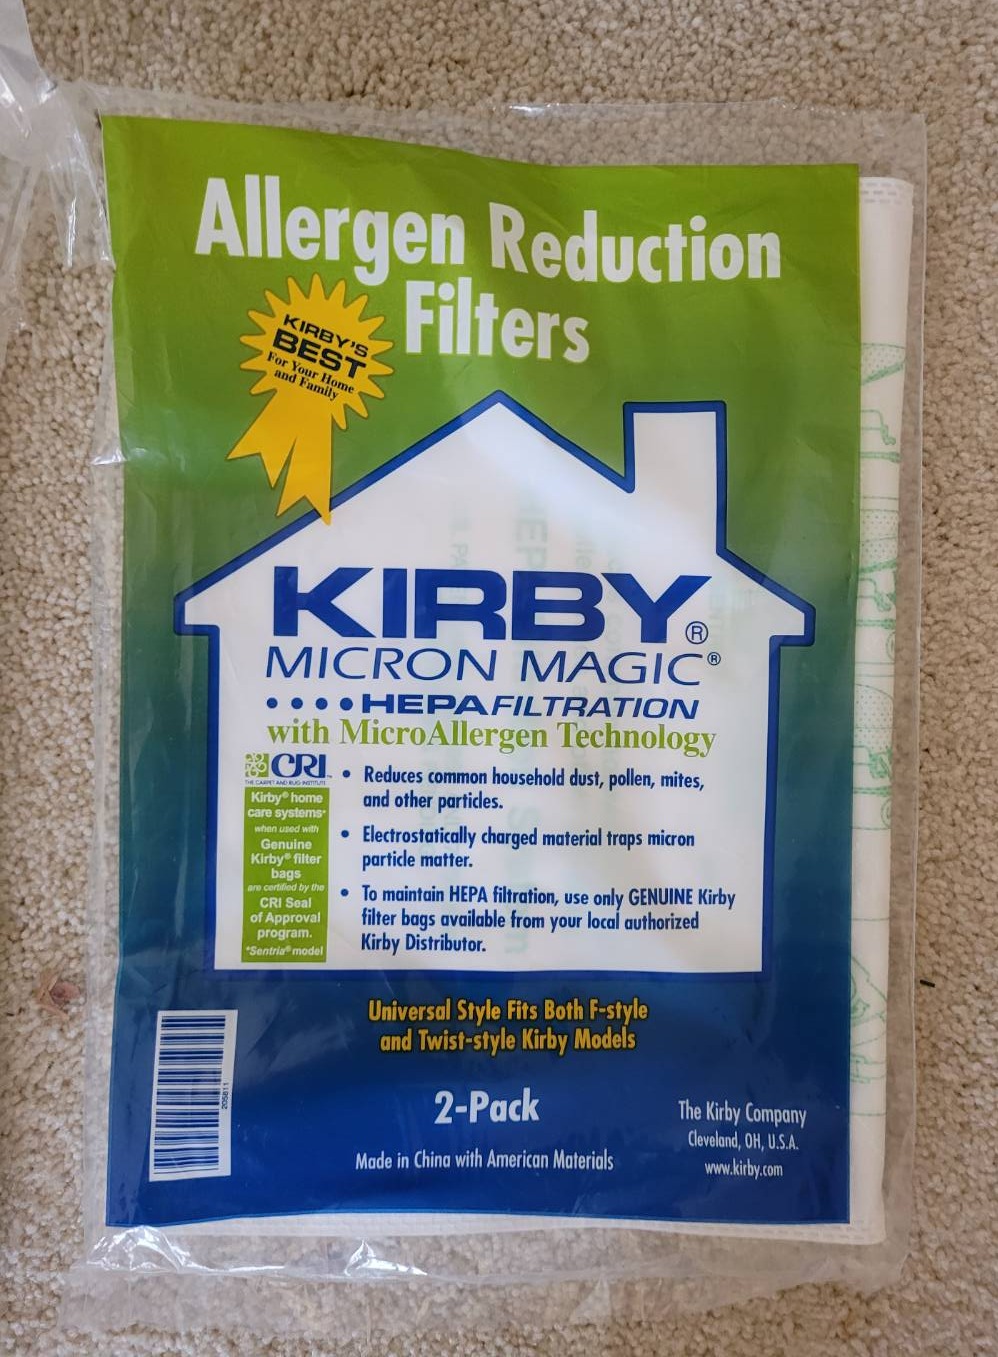 Allergen Reduction
Filters
KIRBY'S
BEST
For Your Home
and Family
KIRBY®
MICRON MAGIC®
••••HEPAFILTRATION
with MicroAllergen Technology
CRI™
THE CARPET AND RUG INSTITUTE
Kirby® home
care systems*
when used with
Genuine
Kirby® filter
bags
are certified by the
CRI Seal
of Approval
program.
*Sentria® model
• Reduces common household dust, pollen, mites,
and other particles.
• Electrostatically charged material traps micron
particle matter.
• To maintain HEPA filtration, use only GENUINE Kirby
filter bags available from your local authorized
Kirby Distributor.
Universal Style Fits Both F-style
and Twist-style Kirby Models
205811
2-Pack
Made in China with American Materials
The Kirby Company
Cleveland, OH, U.S.A.
www.kirby.com